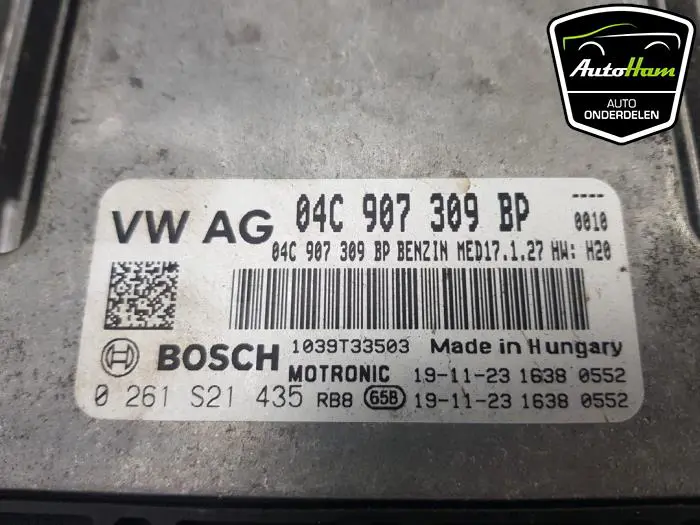 AutoHam
AUTO
ONDERDELEN
VW AG 04C 907 309 BP ----
0010
04C 907 309 BP BENZIN MED17.1.27 HW: H20
BOSCH 1039T33503 Made in Hungary
MOTRONIC 19-11-23 1638 0552
0 261 S21 435 RB8 G5B 19-11-23 1638 0552